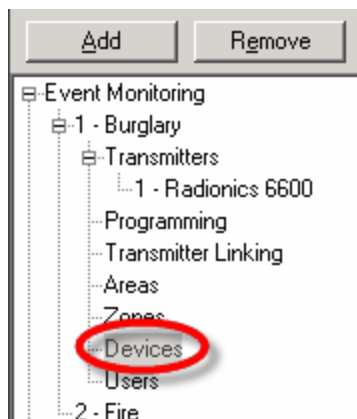 Add Remove
Event Monitoring
1 - Burglary
Transmitters
1 - Radionics 6600
Programming
Transmitter Linking
Areas
Zones
Devices
Users
2 - Fire